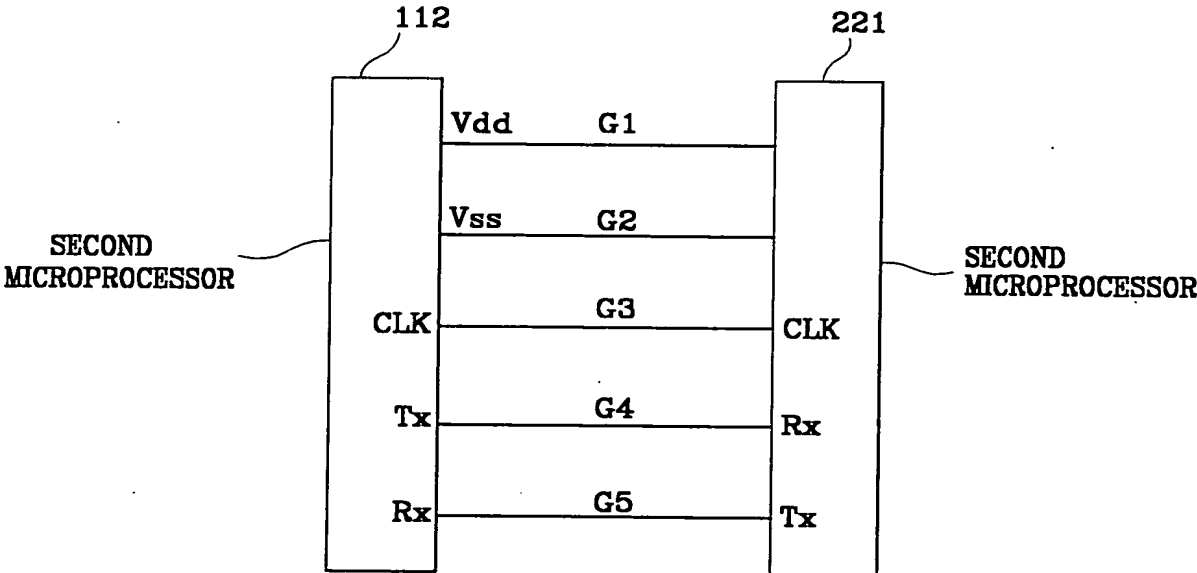 112
221
Vdd G1
Vss G2
SECOND
MICROPROCESSOR
SECOND
MICROPROCESSOR
CLK G3 CLK
Tx G4 Rx
Rx G5 Tx